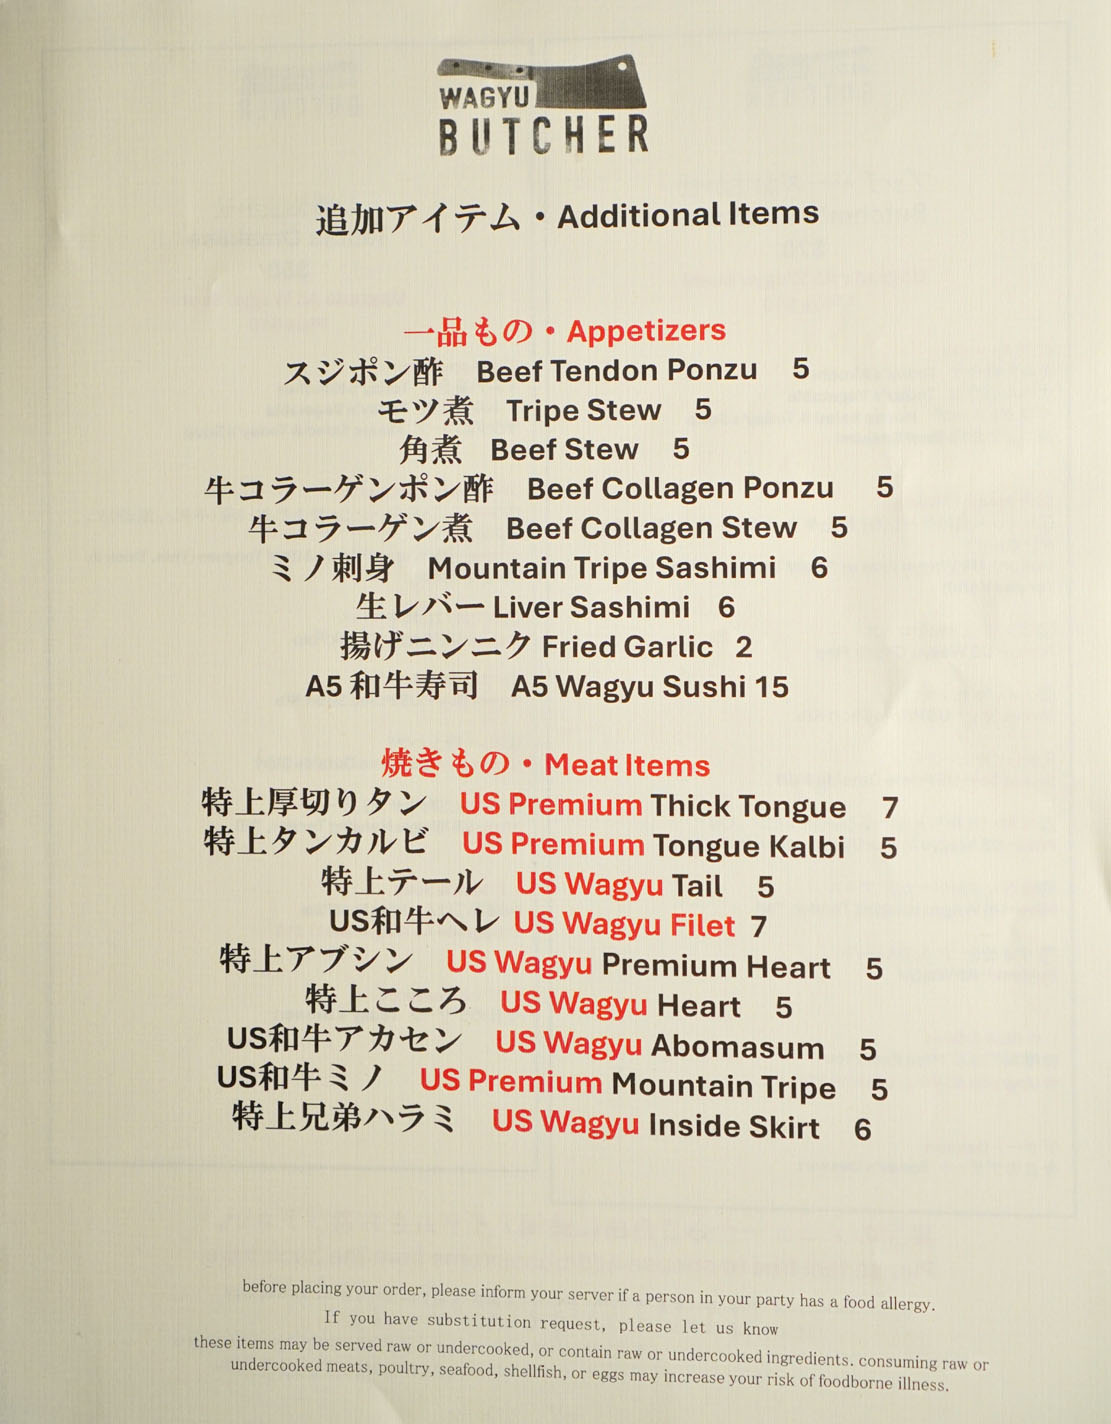 WAGYU
BUTCHER
追加アイテム・Additional Items
一品もの・Appetizers
スジポン酢 Beef Tendon Ponzu 5
モツ煮 Tripe Stew 5
角煮 Beef Stew 5
牛コラーゲンポン酢 Beef Collagen Ponzu 5
牛コラーゲン煮 Beef Collagen Stew 5
ミノ刺身 Mountain Tripe Sashimi 6
生レバー Liver Sashimi 6
揚げニンニク Fried Garlic 2
A5 和牛寿司 A5 Wagyu Sushi 15
焼きもの・Meat Items
特上厚切りタン US Premium Thick Tongue 7
特上タンカルビ US Premium Tongue Kalbi 5
特上テール US Wagyu Tail 5
US和牛ヘレ US Wagyu Filet 7
特上アブシン US Wagyu Premium Heart 5
特上こころ US Wagyu Heart 5
US和牛アカセン US Wagyu Abomasum 5
US和牛ミノ US Premium Mountain Tripe 5
特上兄弟ハラミ US Wagyu Inside Skirt 6
before placing your order, please inform your server if a person in your party has a food allergy.
If you have substitution request, please let us know
these items may be served raw or undercooked, or contain raw or undercooked ingredients. consuming raw or
undercooked meats, poultry, seafood, shellfish, or eggs may increase your risk of foodborne illness.